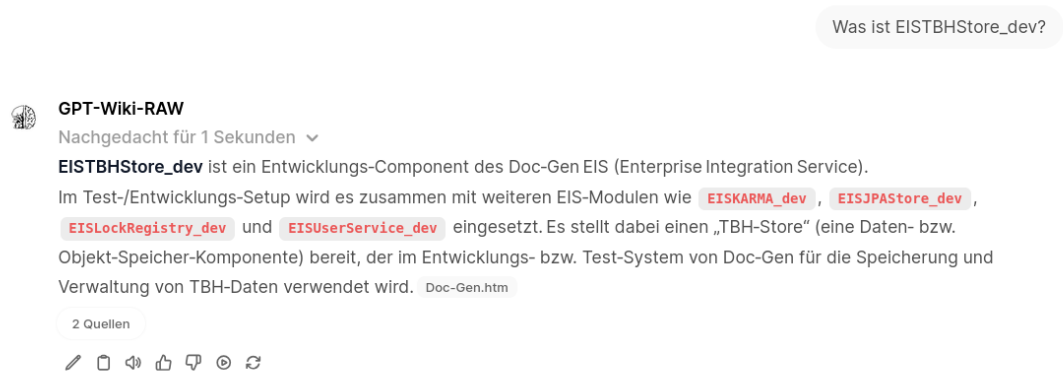 Was ist EISTBHStore_dev?
GPT-Wiki-RAW
Nachgedacht für 1 Sekunden
EISTBHStore_dev ist ein Entwicklungs-Component des Doc-Gen EIS (Enterprise Integration Service).
Im Test-/Entwicklungs-Setup wird es zusammen mit weiteren EIS-Modulen wie EISKARMA_dev , EISJPAStore_dev ,
EISLockRegistry_dev und EISUserService_dev eingesetzt. Es stellt dabei einen „TBH-Store“ (eine Daten- bzw.
Objekt-Speicher-Komponente) bereit, der im Entwicklungs- bzw. Test-System von Doc-Gen für die Speicherung und
Verwaltung von TBH-Daten verwendet wird. Doc-Gen.htm
2 Quellen